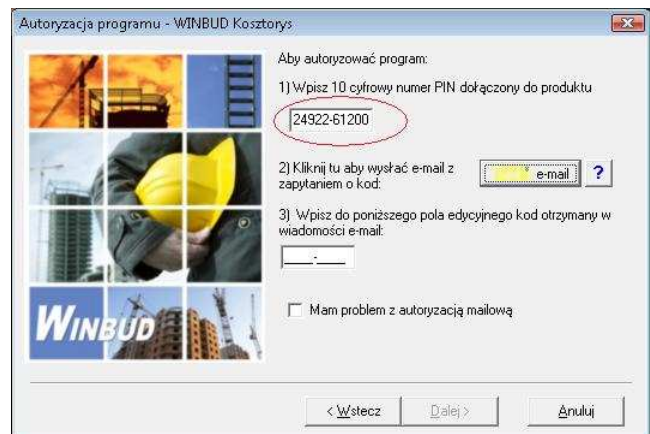 Autoryzacja programu - WINBUD Kosztorys
Aby autoryzować program:
1) Wpisz 10 cyfrowy numer PIN dołączony do produktu
24922-61200
2) Kliknij tu aby wysłać e-mail z
zapytaniem o kod:
e-mail
?
3) Wpisz do poniższego pola edycyjnego kod otrzymany w
wiadomości e-mail:
___-___
Mam problem z autoryzacją mailową
WINBUD
< Wstecz
Dalej >
Anuluj